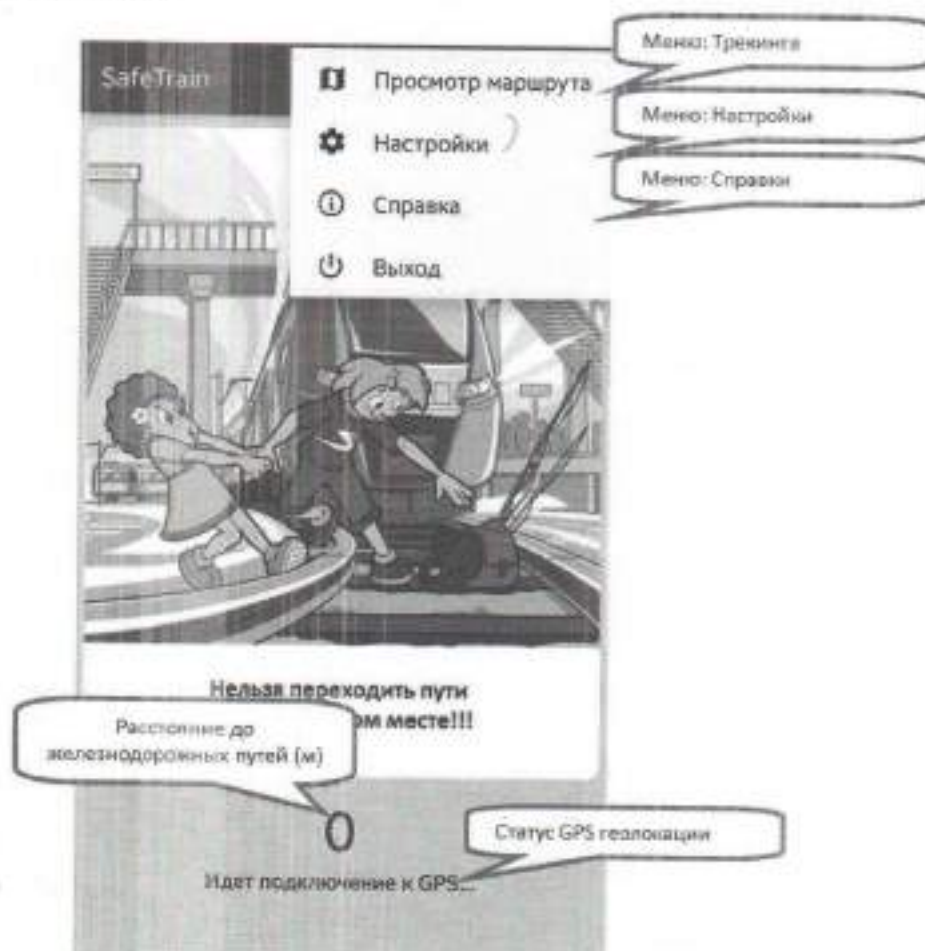 Меню: Трекинга
SafeTrain
Просмотр маршрута
Меню: Настройки
Настройки
Меню: Справки
Справка
Выход
Нельзя переходить пути
ом месте!!!
Расстояние до
железнодорожных путей (м)
0
Статус GPS геолокации
Идет подключение к GPS...